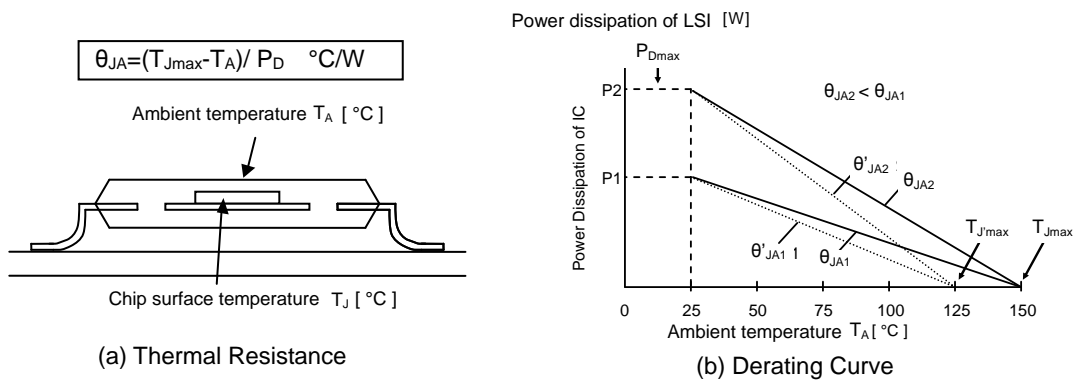 θJA=(TJmax-TA)/ PD °C/W
Ambient temperature TA [ °C]
Chip surface temperature TJ [ °C]
(a) Thermal Resistance
Power dissipation of LSI [W]
PDmax
P2
θJA2 < θJA1
θ'JA2
θJA2
P1
TJ'max
TJmax
θ'JA1
θJA1
Power Dissipation of IC
0 25 50 75 100 125 150
Ambient temperature TA [ °C]
(b) Derating Curve